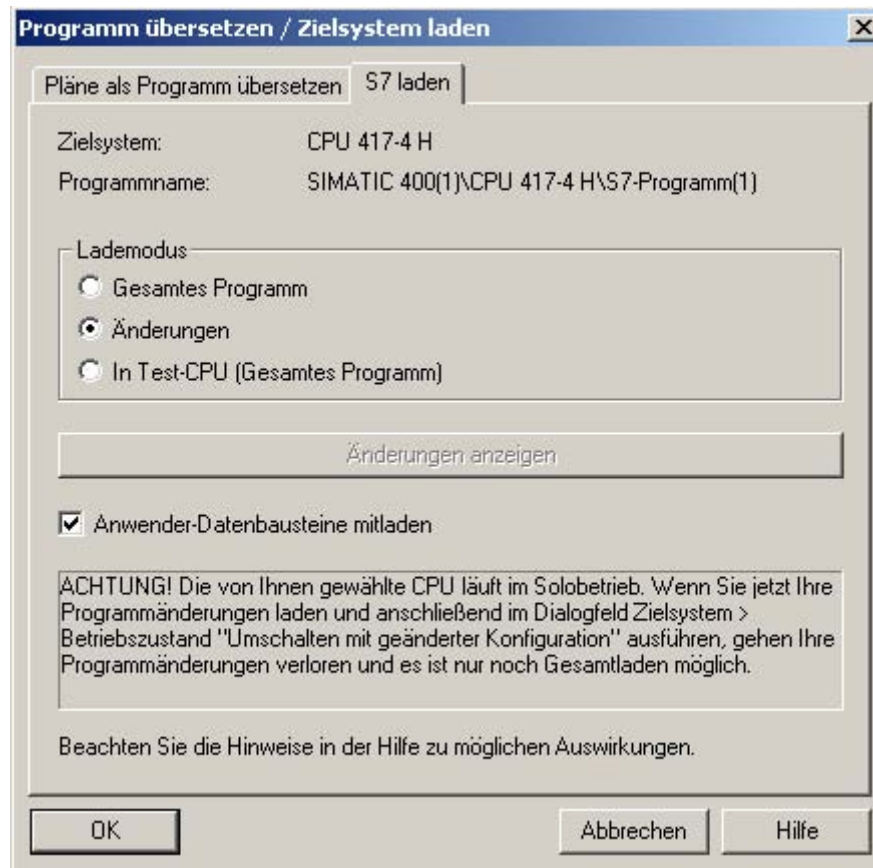 Programm übersetzen / Zielsystem laden
Pläne als Programm übersetzen
S7 laden
Zielsystem: CPU 417-4 H
Programmname: SIMATIC 400(1)\CPU 417-4 H\S7-Programm(1)
Lademodus
Gesamtes Programm
Änderungen
In Test-CPU (Gesamtes Programm)
Änderungen anzeigen
Anwender-Datenbausteine mitladen
ACHTUNG! Die von Ihnen gewählte CPU läuft im Solobetrieb. Wenn Sie jetzt Ihre
Programmänderungen laden und anschließend im Dialogfeld Zielsystem >
Betriebszustand "Umschalten mit geänderter Konfiguration" ausführen, gehen Ihre
Programmänderungen verloren und es ist nur noch Gesamtladen möglich.
Beachten Sie die Hinweise in der Hilfe zu möglichen Auswirkungen.
OK
Abbrechen
Hilfe